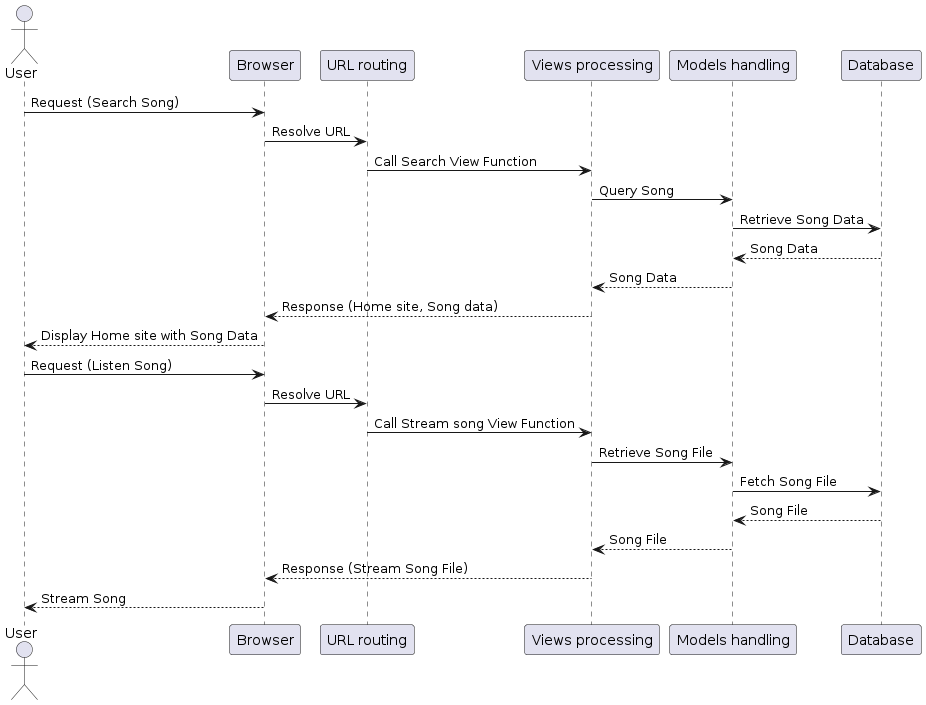 User
Browser
URL routing
Views processing
Models handling
Database
Request (Search Song)
Resolve URL
Call Search View Function
Query Song
Retrieve Song Data
Song Data
Song Data
Response (Home site, Song data)
Display Home site with Song Data
Request (Listen Song)
Resolve URL
Call Stream song View Function
Retrieve Song File
Fetch Song File
Song File
Song File
Response (Stream Song File)
Stream Song
User
Browser
URL routing
Views processing
Models handling
Database